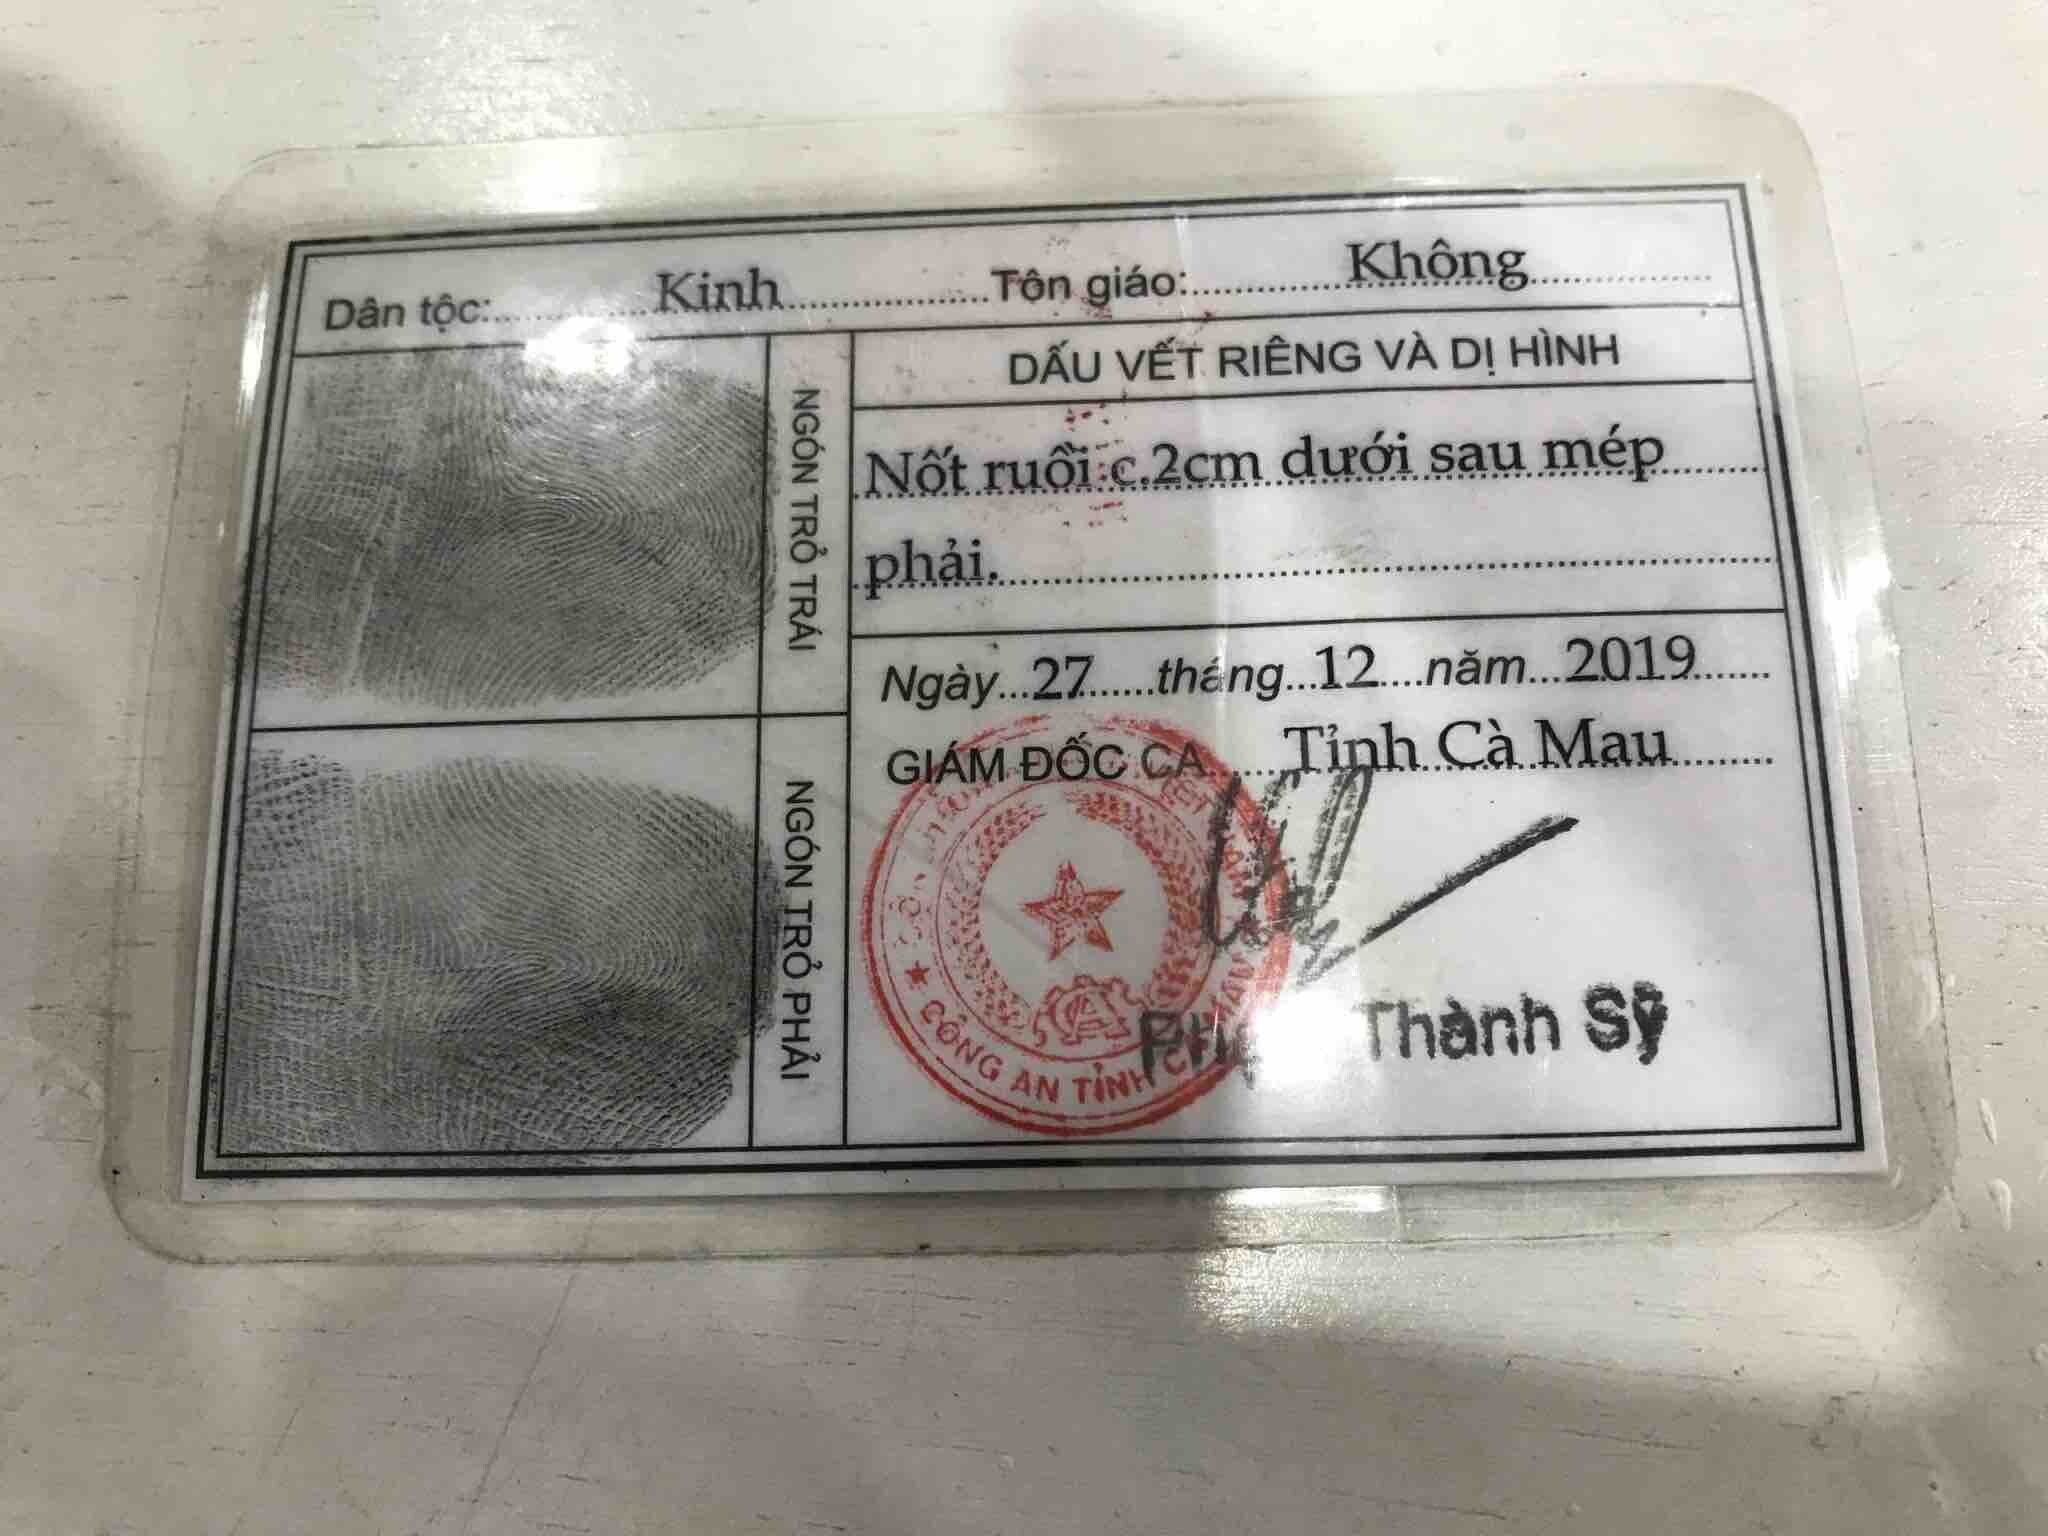 Dân tộc: Kinh Tôn giáo: Không
NGÓN TRỎ TRÁI
DẤU VẾT RIÊNG VÀ DỊ HÌNH
Nốt ruồi c.2cm dưới sau mép
phải.
Ngày 27 tháng 12 năm 2019
GIÁM ĐỐC CA Tỉnh Cà Mau
NGÓN TRỎ PHẢI
CÔNG AN TỈNH
Thành Sỹ